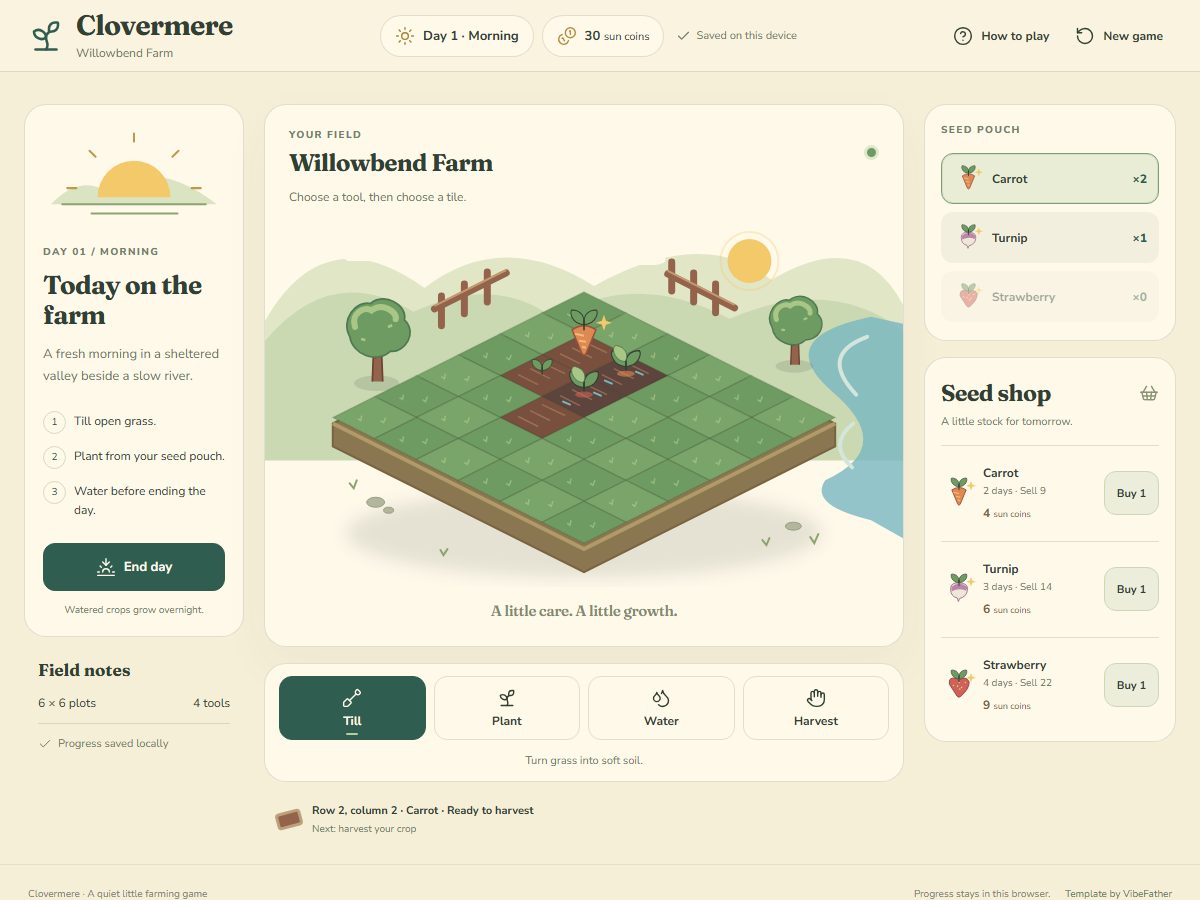 Clovermere
Willowbend Farm
Day 1 · Morning
30 sun coins
Saved on this device
How to play
New game
DAY 01 / MORNING
Today on the
farm
A fresh morning in a sheltered
valley beside a slow river.
1 Till open grass.
2 Plant from your seed pouch.
3 Water before ending the
day.
End day
Watered crops grow overnight.
Field notes
6 × 6 plots
4 tools
Progress saved locally
YOUR FIELD
Willowbend Farm
Choose a tool, then choose a tile.
A little care. A little growth.
Till
Plant
Water
Harvest
Turn grass into soft soil.
Row 2, column 2 · Carrot · Ready to harvest
Next: harvest your crop
SEED POUCH
Carrot ×2
Turnip ×1
Strawberry ×0
Seed shop
A little stock for tomorrow.
Carrot
2 days · Sell 9
4 sun coins
Buy 1
Turnip
3 days · Sell 14
6 sun coins
Buy 1
Strawberry
4 days · Sell 22
9 sun coins
Buy 1
Clovermere · A quiet little farming game
Progress stays in this browser.
Template by VibeFather